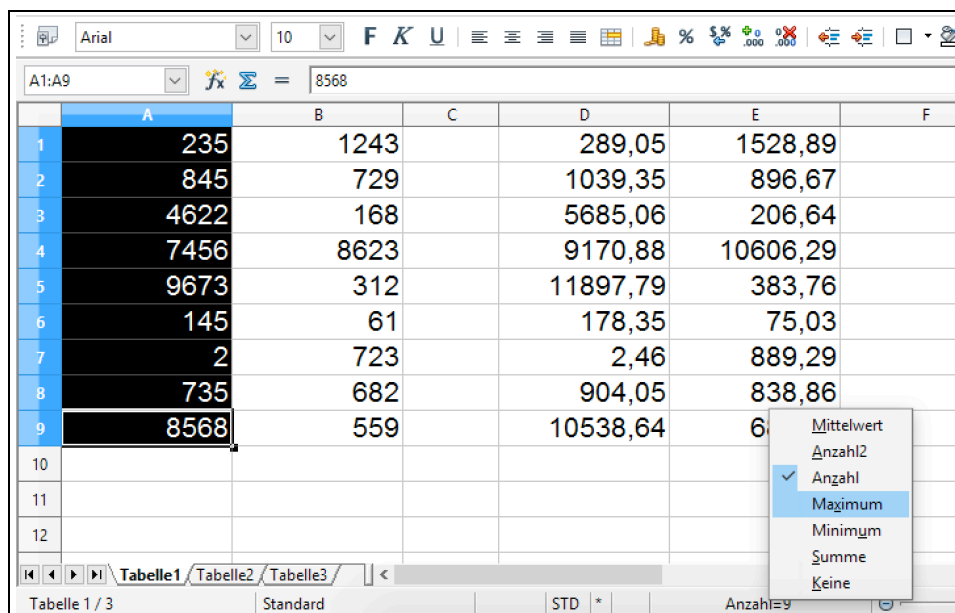 Arial 10 F K U % $% .000 .000
A1:A9 fx Σ = 8568
A B C D E F
1 235 1243 289,05 1528,89
2 845 729 1039,35 896,67
3 4622 168 5685,06 206,64
4 7456 8623 9170,88 10606,29
5 9673 312 11897,79 383,76
6 145 61 178,35 75,03
7 2 723 2,46 889,29
8 735 682 904,05 838,86
9 8568 559 10538,64
Mittelwert
Anzahl2
Anzahl
Maximum
Minimum
Summe
Keine
10
11
12
Tabelle1 Tabelle2 Tabelle3
Tabelle 1 / 3 Standard STD * Anzahl=9